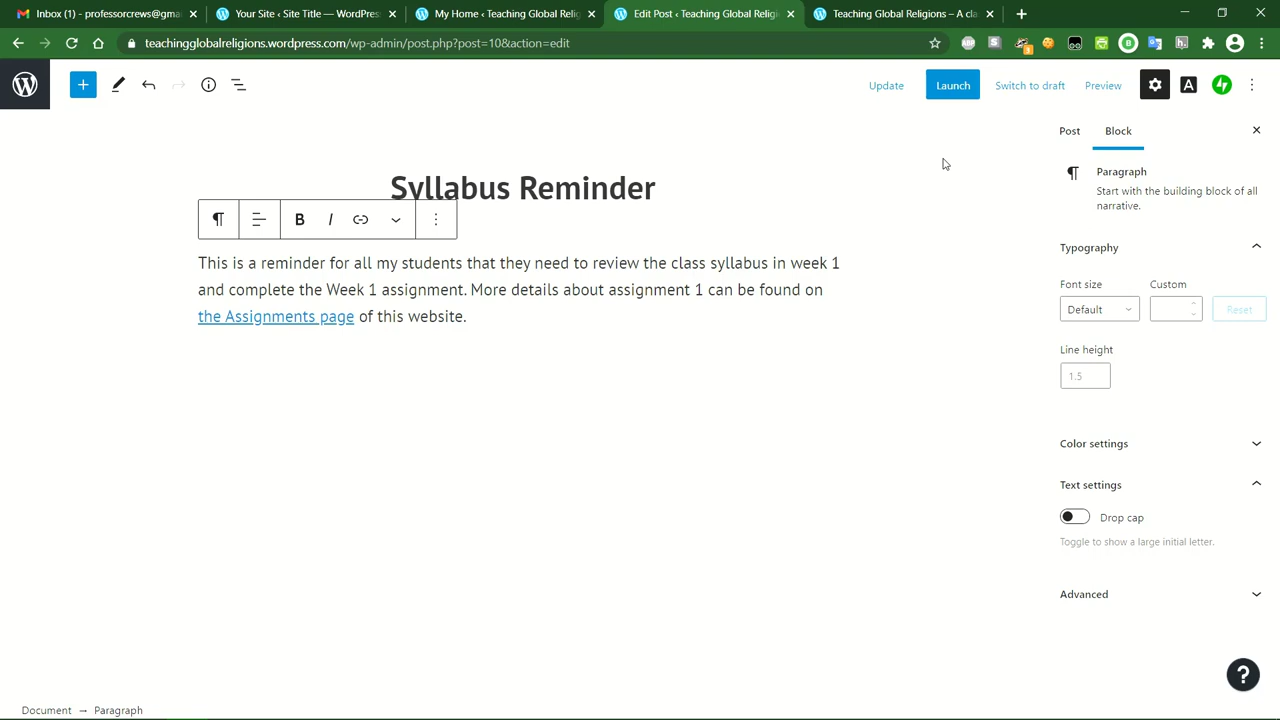 Inbox (1) - professorcrews@gma
Your Site ‹ Site Title — WordPres
My Home ‹ Teaching Global Religi
Edit Post ‹ Teaching Global Religi
Teaching Global Religions – A cla
teachingglobalreligions.wordpress.com/wp-admin/post.php?post=10&action=edit
Update
Launch
Switch to draft
Preview
A
Post
Block
Paragraph
Start with the building block of all
narrative.
Syllabus Reminder
B I
This is a reminder for all my students that they need to review the class syllabus in week 1
and complete the Week 1 assignment. More details about assignment 1 can be found on
the Assignments page of this website.
Typography
Font size
Custom
Default
Reset
Line height
1.5
Color settings
Text settings
Drop cap
Toggle to show a large initial letter.
Advanced
?
Document → Paragraph